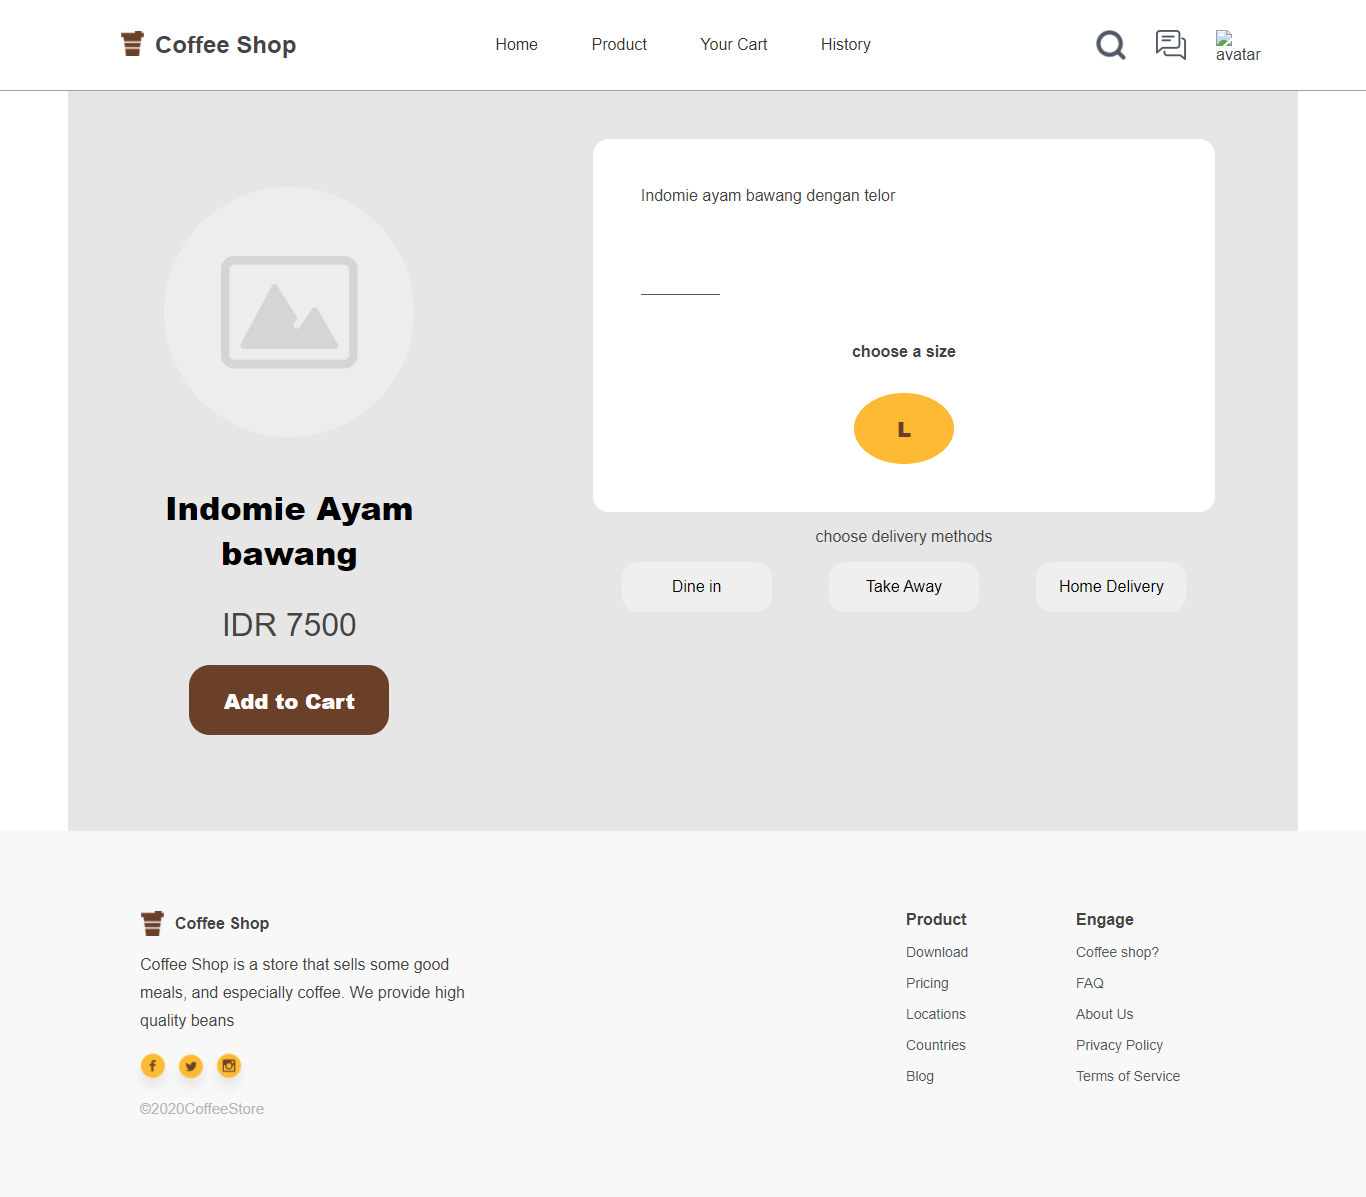 Coffee Shop
Home
Product
Your Cart
History
avatar
Indomie ayam bawang dengan telor
choose a size
L
Indomie Ayam
bawang
IDR 7500
Add to Cart
choose delivery methods
Dine in
Take Away
Home Delivery
Coffee Shop
Coffee Shop is a store that sells some good
meals, and especially coffee. We provide high
quality beans
©2020CoffeeStore
Product
Download
Pricing
Locations
Countries
Blog
Engage
Coffee shop?
FAQ
About Us
Privacy Policy
Terms of Service